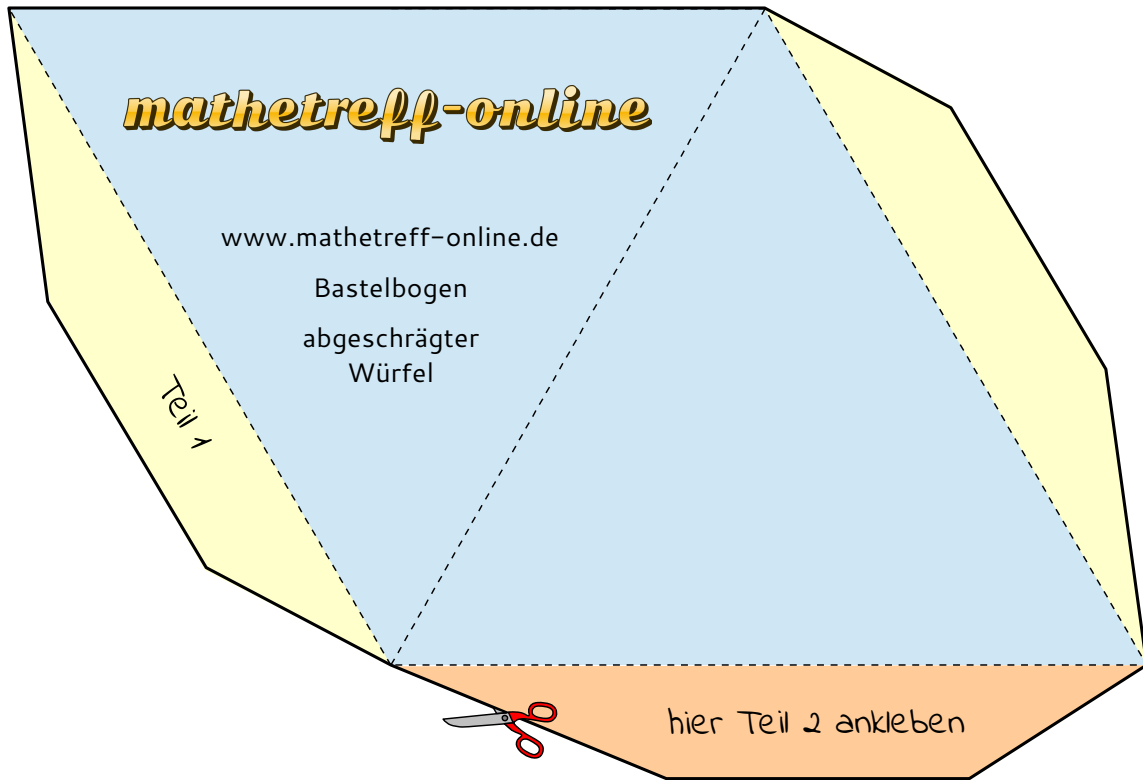 mathetreff-online
www.mathetreff-online.de
Bastelbogen
abgeschrägter
Würfel
Teil 1
hier Teil 2 ankleben